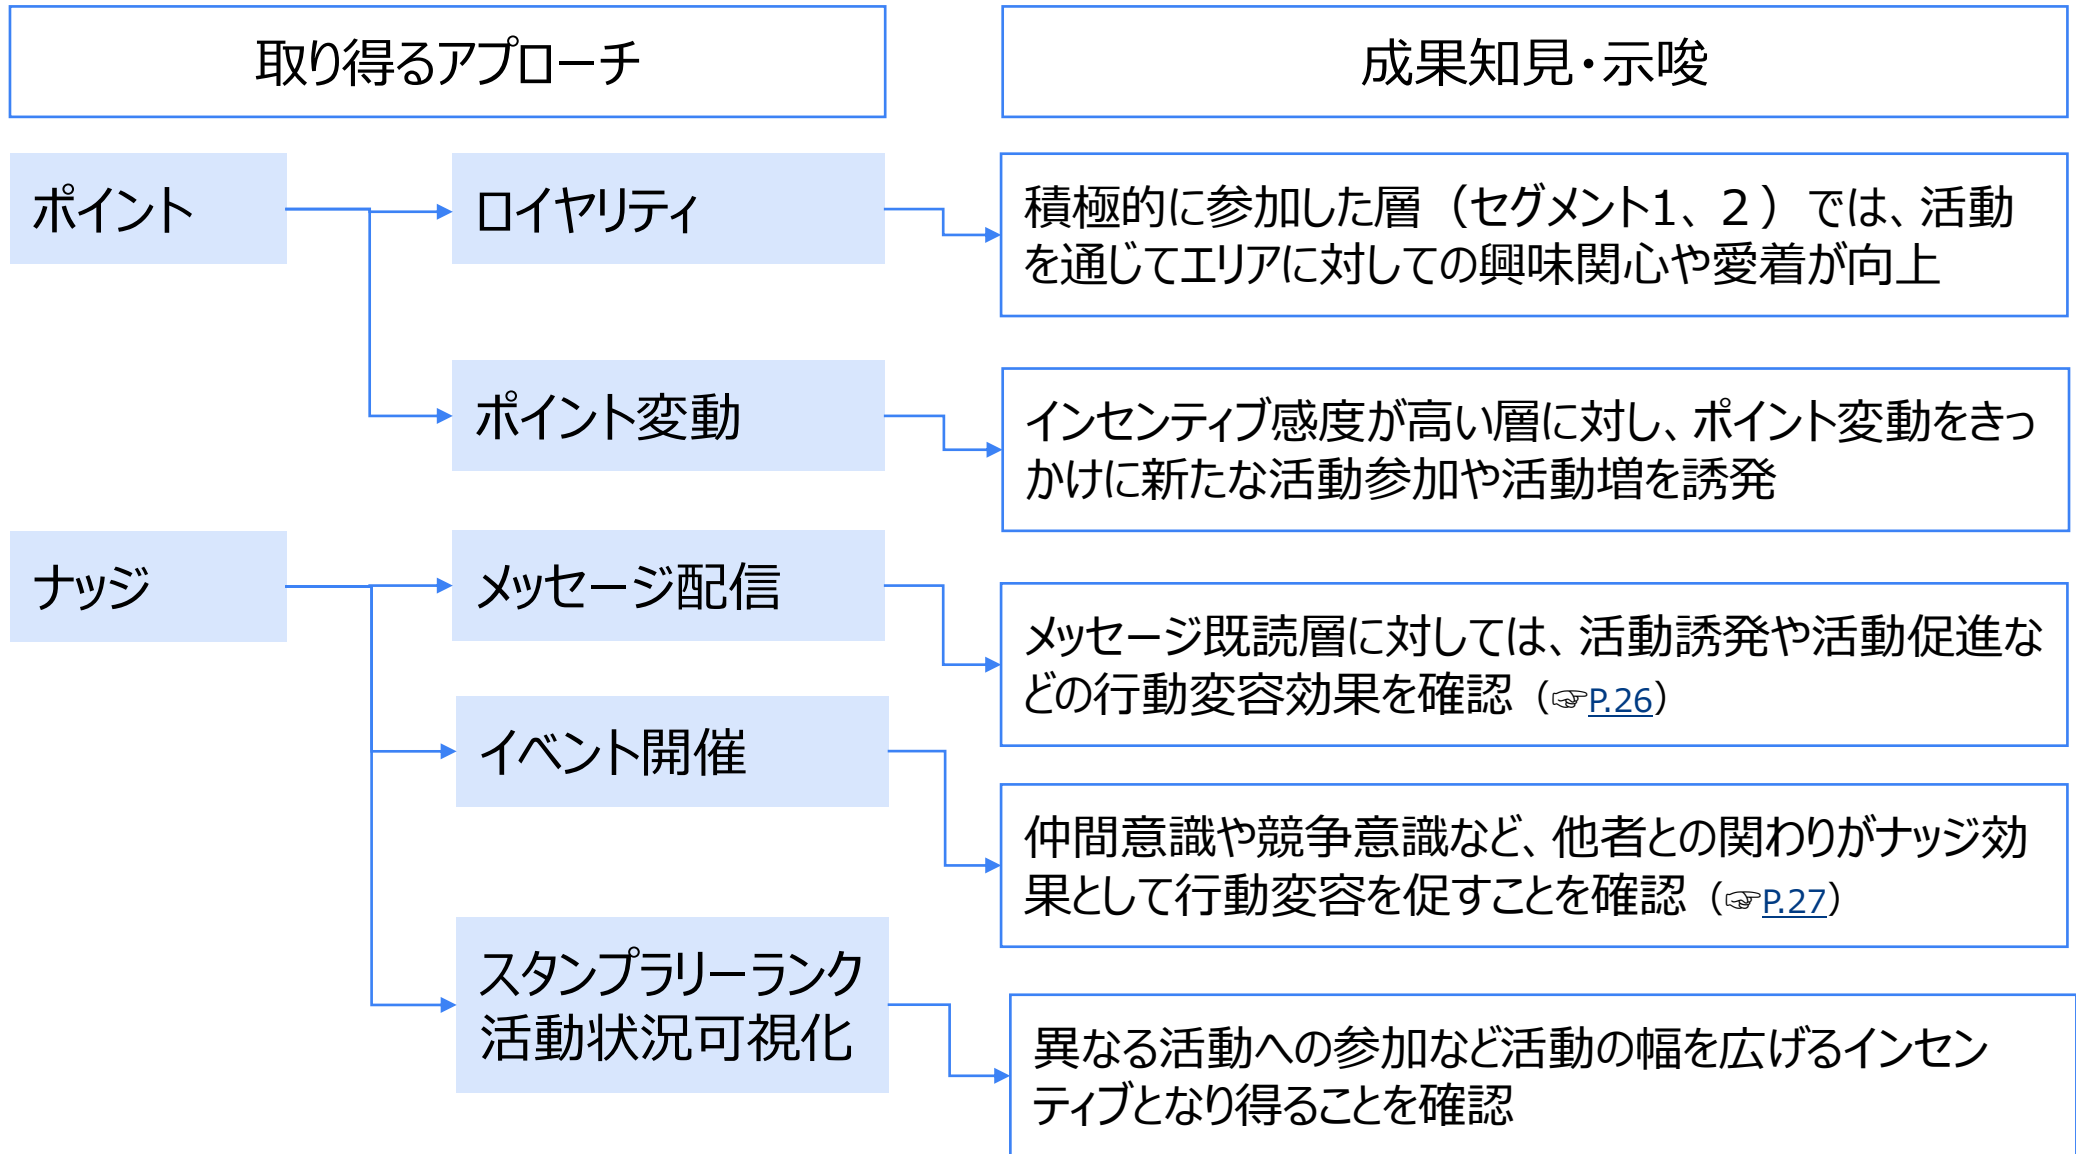 取り得るアプローチ
成果知見・示唆
ポイント
ロイヤリティ
積極的に参加した層（セグメント1、２）では、活動
を通じてエリアに対しての興味関心や愛着が向上
ポイント変動
インセンティブ感度が高い層に対し、ポイント変動をきっ
かけに新たな活動参加や活動増を誘発
ナッジ
メッセージ配信
メッセージ既読層に対しては、活動誘発や活動促進な
どの行動変容効果を確認（☞P.26）
イベント開催
仲間意識や競争意識など、他者との関わりがナッジ効
果として行動変容を促すことを確認（☞P.27）
スタンプラリーランク
活動状況可視化
異なる活動への参加など活動の幅を広げるインセン
ティブとなり得ることを確認